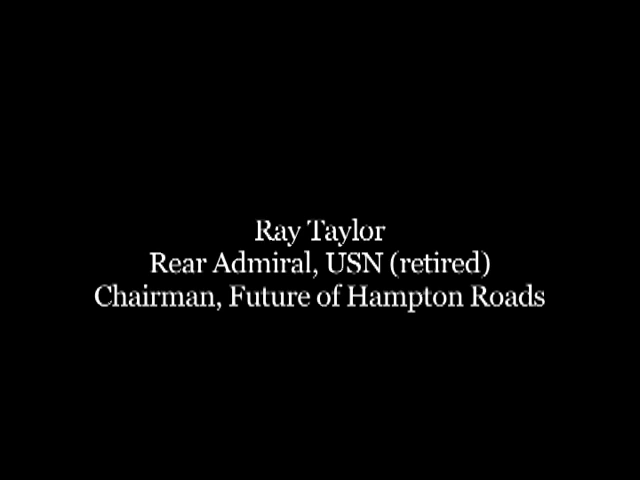 Ray Taylor
Rear Admiral, USN (retired)
Chairman, Future of Hampton Roads